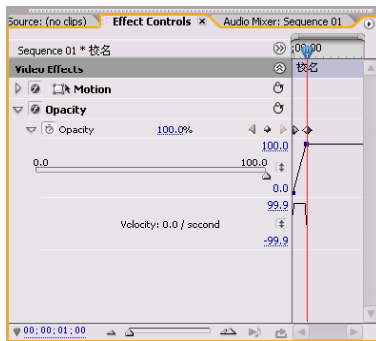 Source: (no clips) Effect Controls × Audio Mixer: Sequence 01
Sequence 01 * 校名 ;00;00
Video Effects 校名
Motion
Opacity
Opacity 100.0%
100.0
0.0 100.0
0.0
99.9
Velocity: 0.0 / second
-99.9
00;00;01;00